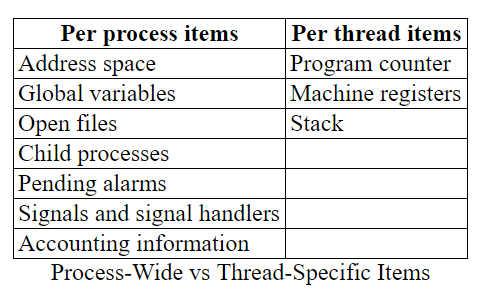 Per process items Per thread items
Address space Program counter
Global variables Machine registers
Open files Stack
Child processes
Pending alarms
Signals and signal handlers
Accounting information
Process-Wide vs Thread-Specific Items